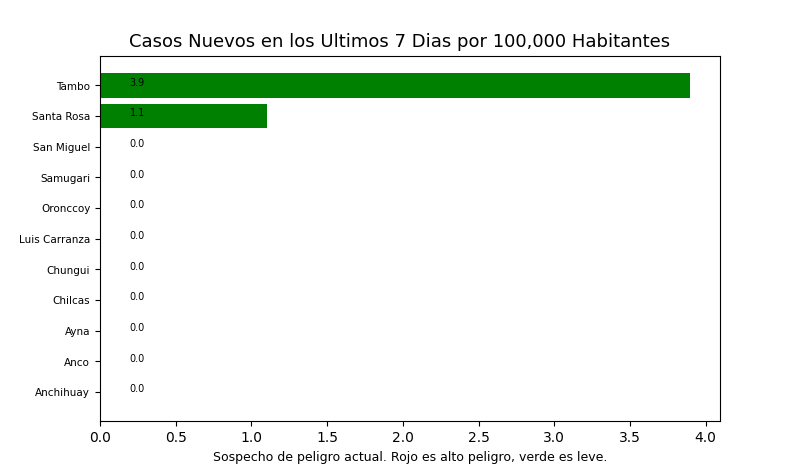 Casos Nuevos en los Ultimos 7 Dias por 100,000 Habitantes
Tambo 3.9
Santa Rosa 1.1
San Miguel 0.0
Samugari 0.0
Oronccoy 0.0
Luis Carranza 0.0
Chungui 0.0
Chilcas 0.0
Ayna 0.0
Anco 0.0
Anchihuay 0.0
0.0 0.5 1.0 1.5 2.0 2.5 3.0 3.5 4.0
Sospecho de peligro actual. Rojo es alto peligro, verde es leve.